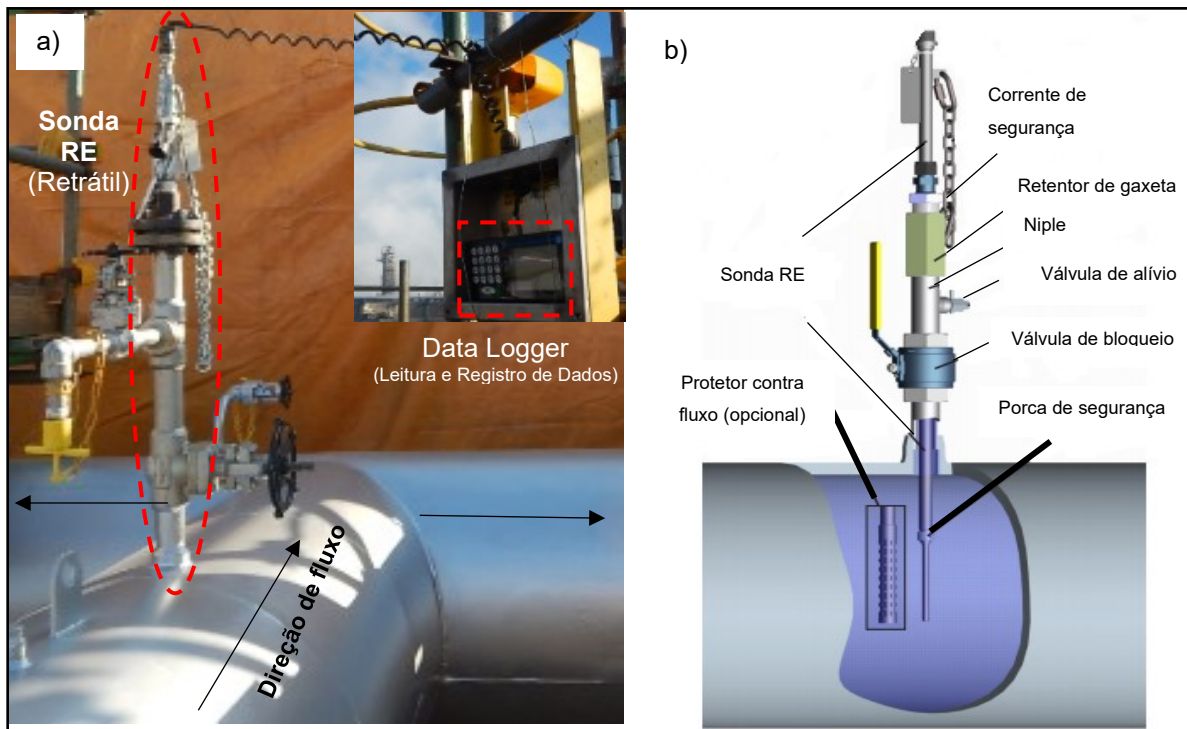 a)
Sonda
RE
(Retrátil)
Data Logger
(Leitura e Registro de Dados)
Direção de fluxo
b)
Corrente de
segurança
Retentor de gaxeta
Niple
Sonda RE
Válvula de alívio
Válvula de bloqueio
Protetor contra
fluxo (opcional)
Porca de segurança